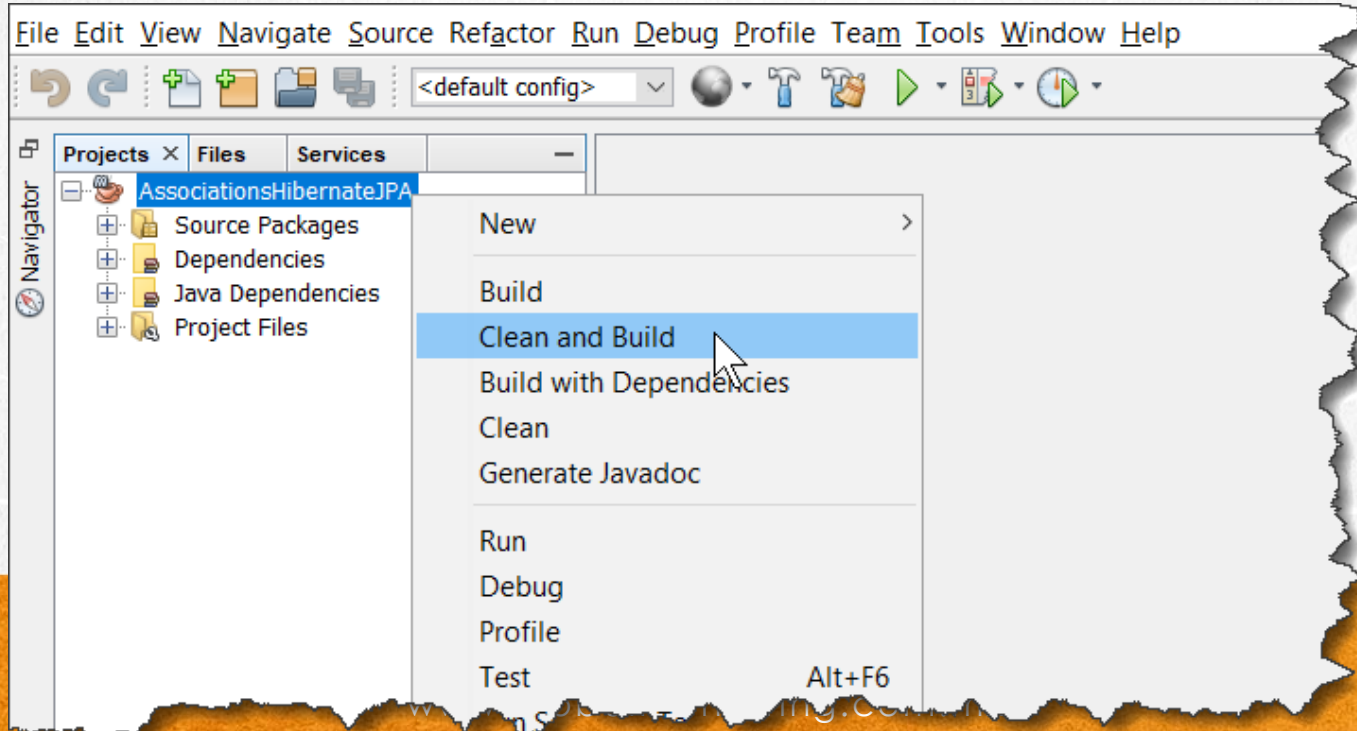 File Edit View Navigate Source Refactor Run Debug Profile Team Tools Window Help
<default config>
Projects Files Services
Navigator
AssociationsHibernateJPA
Source Packages
Dependencies
Java Dependencies
Project Files
New
Build
Clean and Build
Build with Dependencies
Clean
Generate Javadoc
Run
Debug
Profile
Test Alt+F6